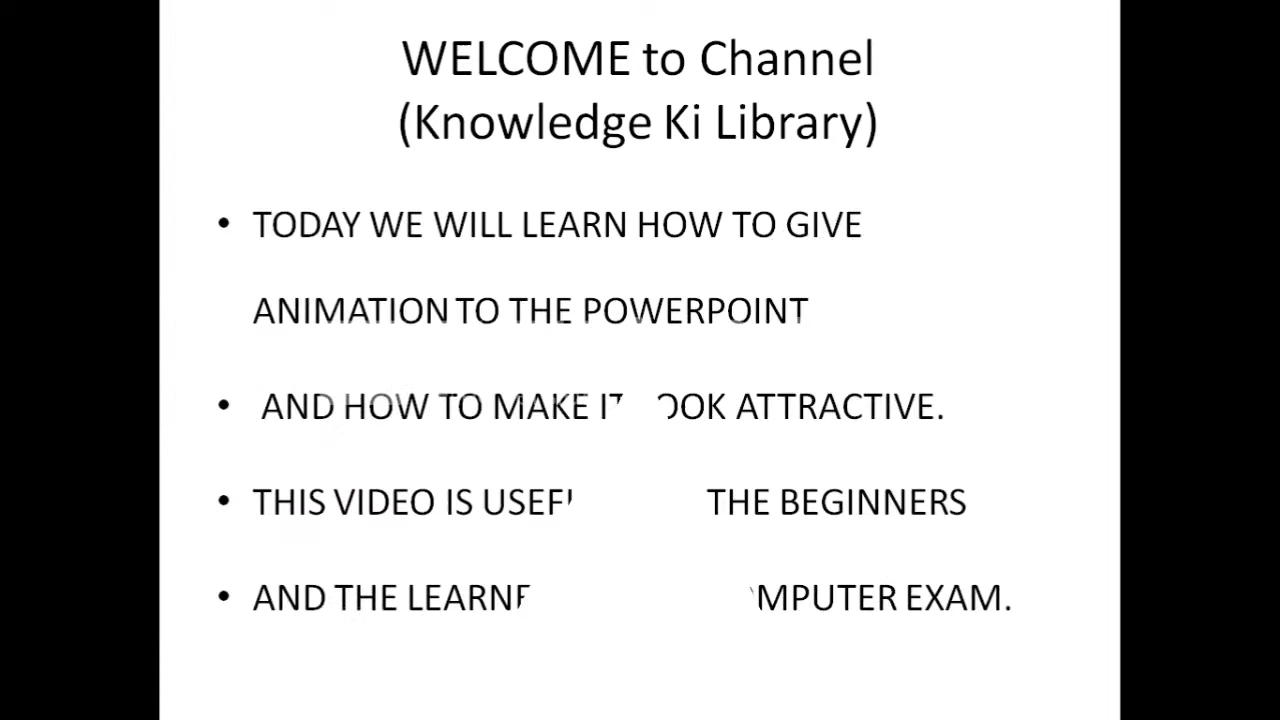 WELCOME to Channel
(Knowledge Ki Library)
• TODAY WE WILL LEARN HOW TO GIVE
ANIMATION TO THE POWERPOINT
• AND HOW TO MAKE ATTRACTIVE.
• THIS VIDEO IS THE BEGINNERS
• AND THE EXAM.